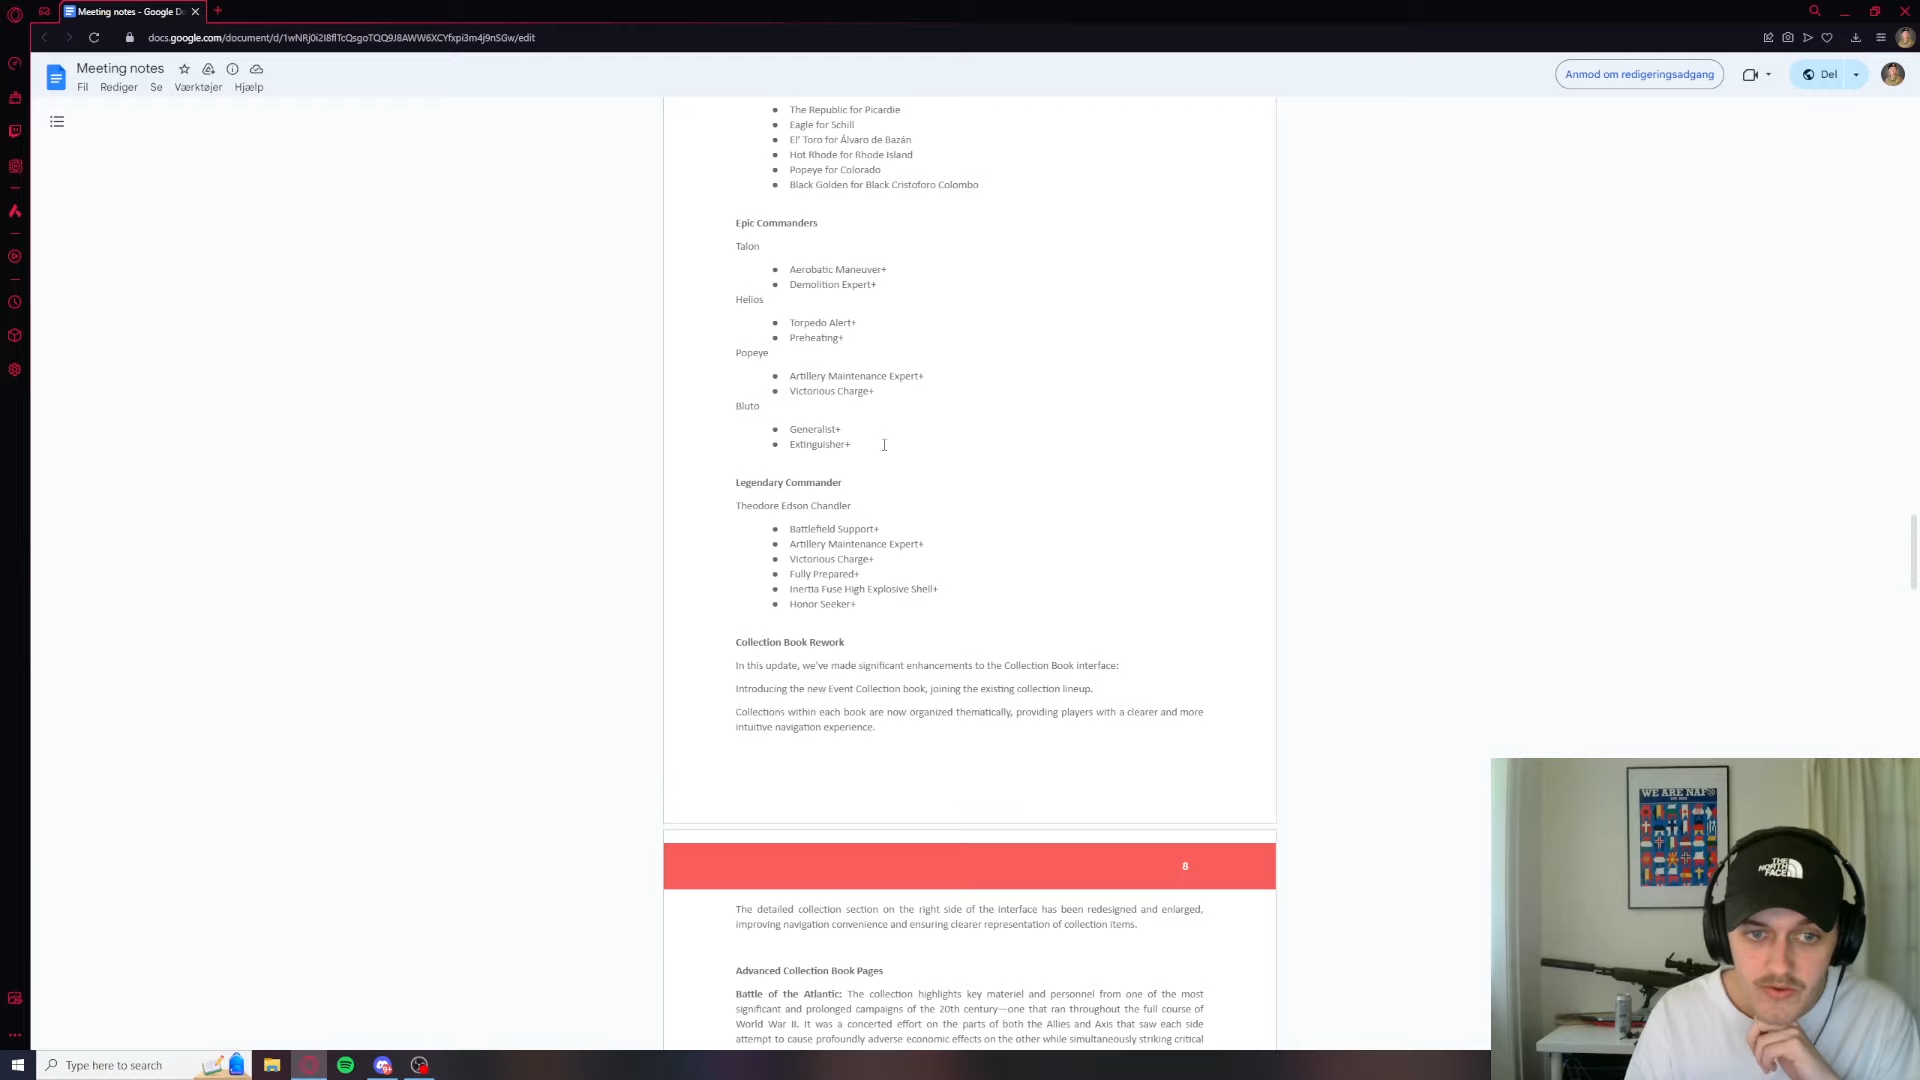 Meeting notes - Google D
docs.google.com/document/d/1wNRj0i2I8flTcQsgoTQQ9J8AWW6XCYfxpi3m4j9nSGw/edit
Meeting notes
Fil Rediger Se Værktøjer Hjælp
Anmod om redigeringsadgang
Del
The Republic for Picardie
Eagle for Schill
El' Toro for Álvaro de Bazán
Hot Rhode for Rhode Island
Popeye for Colorado
Black Golden for Black Cristoforo Colombo
Epic Commanders
Talon
Aerobatic Maneuver+
Demolition Expert+
Helios
Torpedo Alert+
Preheating+
Popeye
Artillery Maintenance Expert+
Victorious Charge+
Bluto
Generalist+
Extinguisher+
Legendary Commander
Theodore Edson Chandler
Battlefield Support+
Artillery Maintenance Expert+
Victorious Charge+
Fully Prepared+
Inertia Fuse High Explosive Shell+
Honor Seeker+
Collection Book Rework
In this update, we've made significant enhancements to the Collection Book interface:
Introducing the new Event Collection book, joining the existing collection lineup.
Collections within each book are now organized thematically, providing players with a clearer and more
intuitive navigation experience.
8
The detailed collection section on the right side of the interface has been redesigned and enlarged,
improving navigation convenience and ensuring clearer representation of collection items.
Advanced Collection Book Pages
Battle of the Atlantic: The collection highlights key materiel and personnel from one of the most
significant and prolonged campaigns of the 20th century—one that ran throughout the full course of
World War II. It was a concerted effort on the parts of both the Allies and Axis that saw each side
attempt to cause profoundly adverse economic effects on the other while simultaneously striking critical
WE ARE NAF
THE NORTH FACE
Type here to search